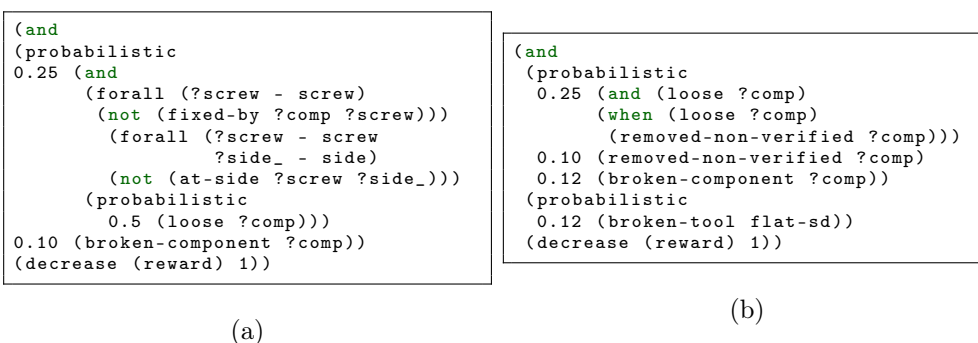 (and
(probabilistic
0.25 (and
      (forall (?screw - screw)
       (not (fixed-by ?comp ?screw)))
        (forall (?screw - screw
                 ?side_ - side)
        (not (at-side ?screw ?side_)))
      (probabilistic
        0.5 (loose ?comp)))
0.10 (broken-component ?comp))
(decrease (reward) 1))
(a)
(and
 (probabilistic
  0.25 (and (loose ?comp)
       (when (loose ?comp)
        (removed-non-verified ?comp)))
  0.10 (removed-non-verified ?comp)
  0.12 (broken-component ?comp))
 (probabilistic
  0.12 (broken-tool flat-sd))
 (decrease (reward) 1))
(b)